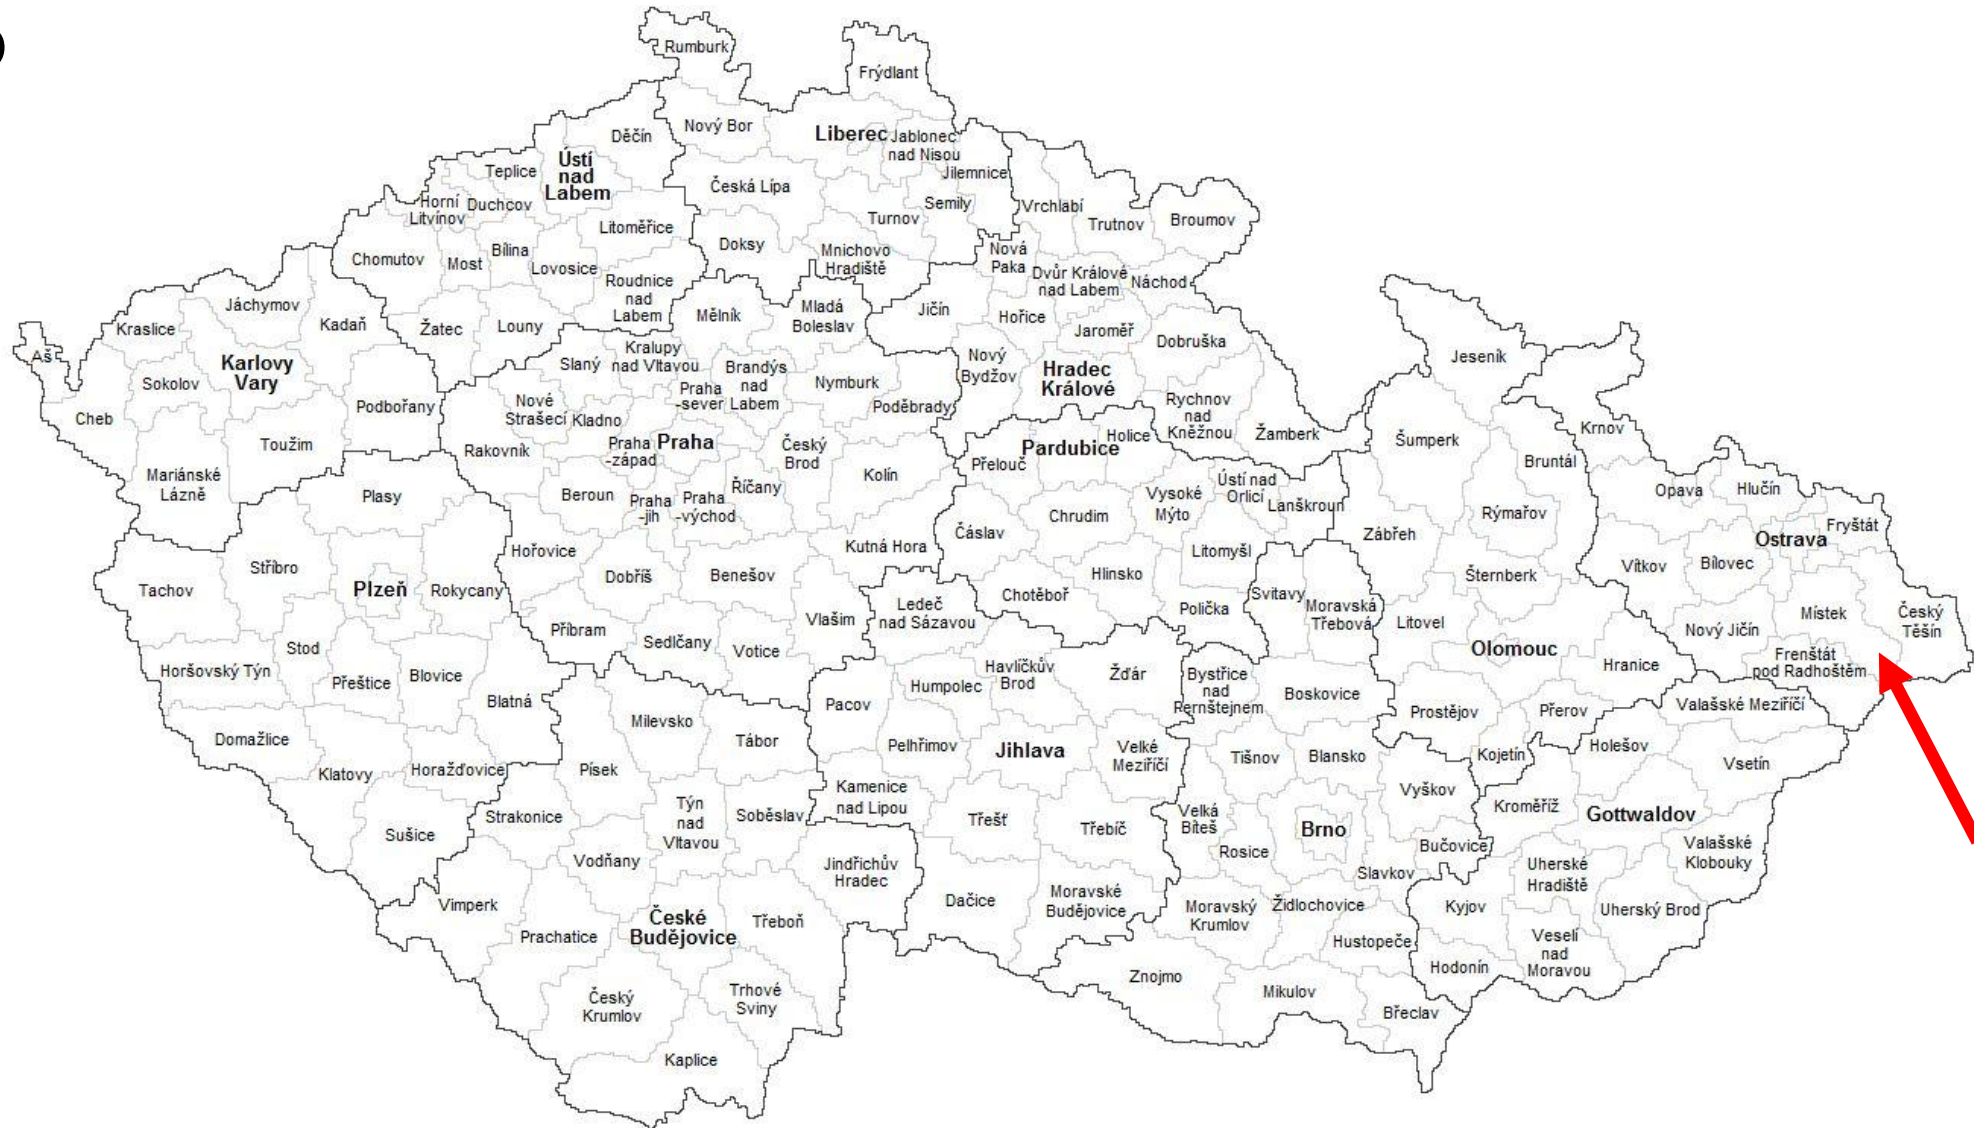 Rumburk
Frýdlant
Děčín
Nový Bor
Liberec
Jablonec
nad Nisou
Ústí
nad
Labem
Teplice
Jilemnice
Česká Lípa
Horní
Litvínov
Duchcov
Semily
Vrchlabí
Turnov
Trutnov
Broumov
Litoměřice
Doksy
Mnichovo
Hradiště
Nová
Paka
Chomutov
Most
Bílina
Lovosice
Dvůr Králové
nad Labem
Náchod
Roudnice
nad
Labem
Jáchymov
Kraslice
Kadaň
Žatec
Louny
Mělník
Mladá
Boleslav
Jičín
Hořice
Jaroměř
Dobruška
Aš
Karlovy
Vary
Sokolov
Slaný
Kralupy
nad Vltavou
Brandýs
nad
Labem
Nymburk
Nový
Bydžov
Hradec
Králové
Jeseník
Cheb
Podbořany
Nové
Strašecí
Kladno
Praha
-sever
Poděbrady
Rychnov
nad
Kněžnou
Žamberk
Toužim
Rakovník
Praha
-západ
Praha
Český
Brod
Přelouč
Pardubice
Holice
Šumperk
Krnov
Bruntál
Mariánské
Lázně
Plasy
Beroun
Praha
-jih
Praha
-východ
Říčany
Kolín
Chrudim
Vysoké
Mýto
Ústí nad
Orlicí
Lanškroun
Rýmařov
Opava
Hlučín
Fryštát
Ostrava
Čáslav
Zábřeh
Hořovice
Kutná Hora
Litomyšl
Stříbro
Plzeň
Rokycany
Tachov
Dobříš
Benešov
Hlinsko
Šternberk
Vítkov
Bílovec
Ledeč
nad Sázavou
Chotěboř
Polička
Svitavy
Moravská
Třebová
Litovel
Místek
Český
Těšín
Nový Jičín
Vlašim
Příbram
Sedlčany
Votice
Stod
Olomouc
Hranice
Frenštát
pod Radhoštěm
Horšovský Týn
Přeštice
Blovice
Blatná
Humpolec
Havlíčkův
Brod
Žďár
Bystřice
nad
Pernštejnem
Boskovice
Pacov
Milevsko
Tábor
Prostějov
Přerov
Valašské Meziříčí
Domažlice
Klatovy
Horažďovice
Písek
Pelhřimov
Jihlava
Velké
Meziříčí
Tišnov
Blansko
Kojetín
Holešov
Vsetín
Kamenice
nad Lipou
Vyškov
Kroměříž
Gottwaldov
Sušice
Strakonice
Týn
nad
Vltavou
Soběslav
Třešť
Třebíč
Velká
Bíteš
Brno
Rosice
Bučovice
Valašské
Klobouky
Vodňany
Jindřichův
Hradec
Slavkov
Uherské
Hradiště
Vimperk
Dačice
Moravské
Budějovice
Moravský
Krumlov
Židlochovice
Kyjov
Uherský Brod
České
Budějovice
Třeboň
Prachatice
Hustopeče
Veselí
nad
Moravou
Hodonín
Znojmo
Mikulov
Břeclav
Český
Krumlov
Trhové
Sviny
Kaplice